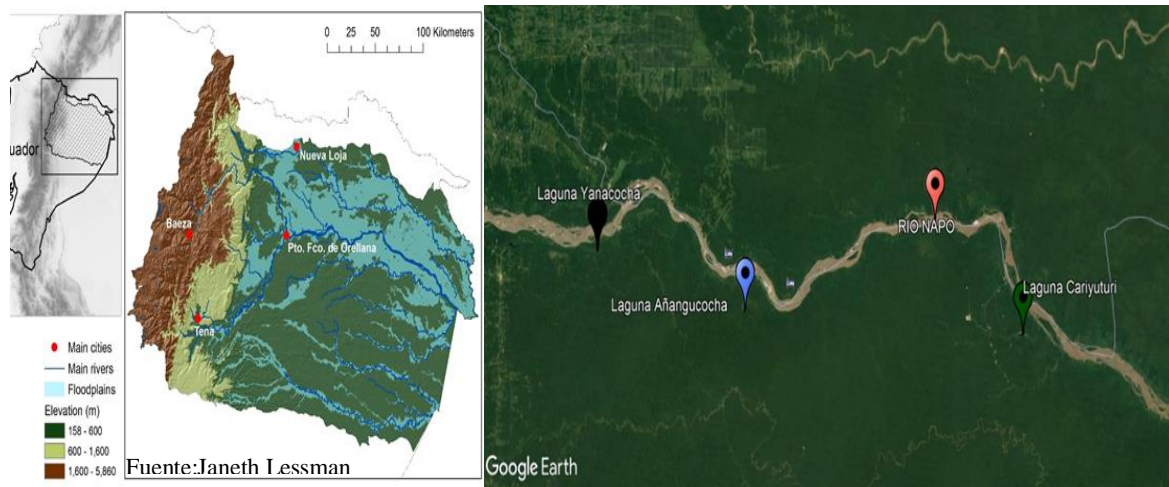 0 25 50 100 Kilometers
uador
Nueva Loja
Baeza
Pto. Fco. de Orellana
Tena
Main cities
Main rivers
Floodplains
Elevation (m)
158 - 600
600 - 1,600
1,600 - 5,860
Fuente:Janeth Lessman
Laguna Yanacocha
RIO NAPO
Laguna Añangucocha
Laguna Cariyuturi
Google Earth